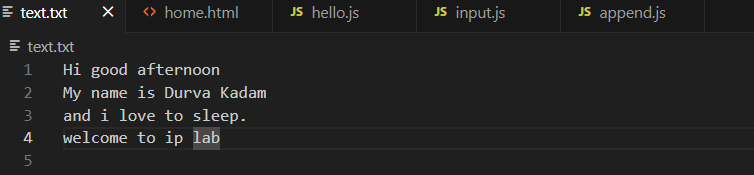 text.txt × <> home.html JS hello.js JS input.js JS append.js
text.txt
1 Hi good afternoon
2 My name is Durva Kadam
3 and i love to sleep.
4 welcome to ip lab
5